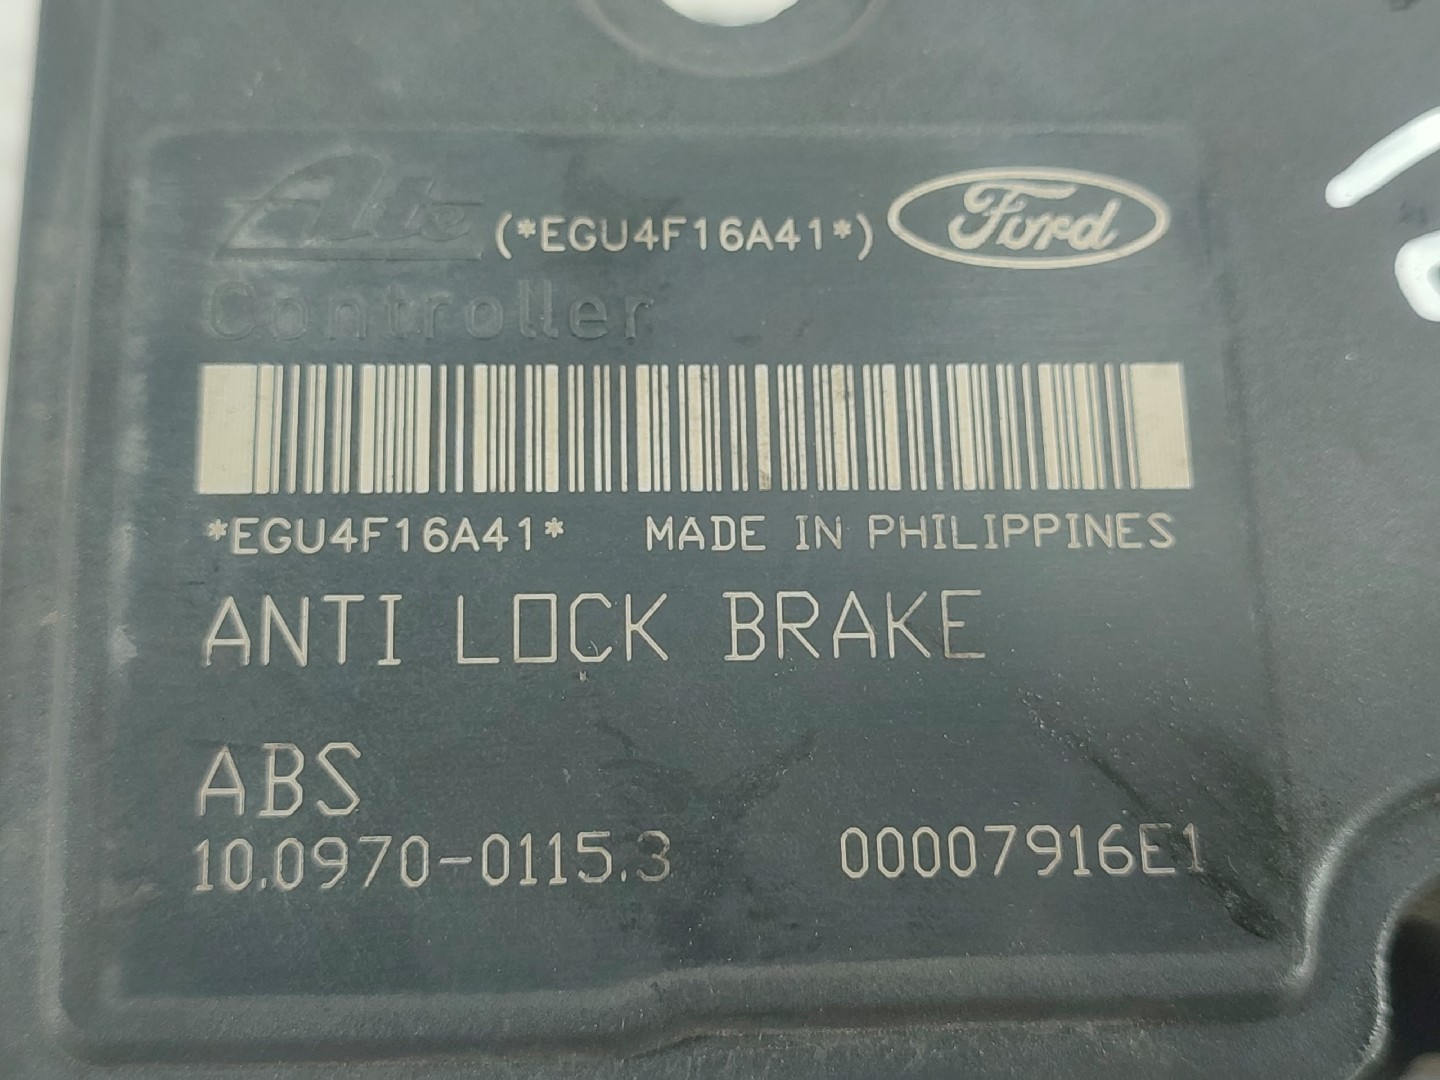 Ate (*EGU4F16A41*) Ford
Controller
*EGU4F16A41* MADE IN PHILIPPINES
ANTI LOCK BRAKE
ABS
10.0970-0115.3 00007916E1